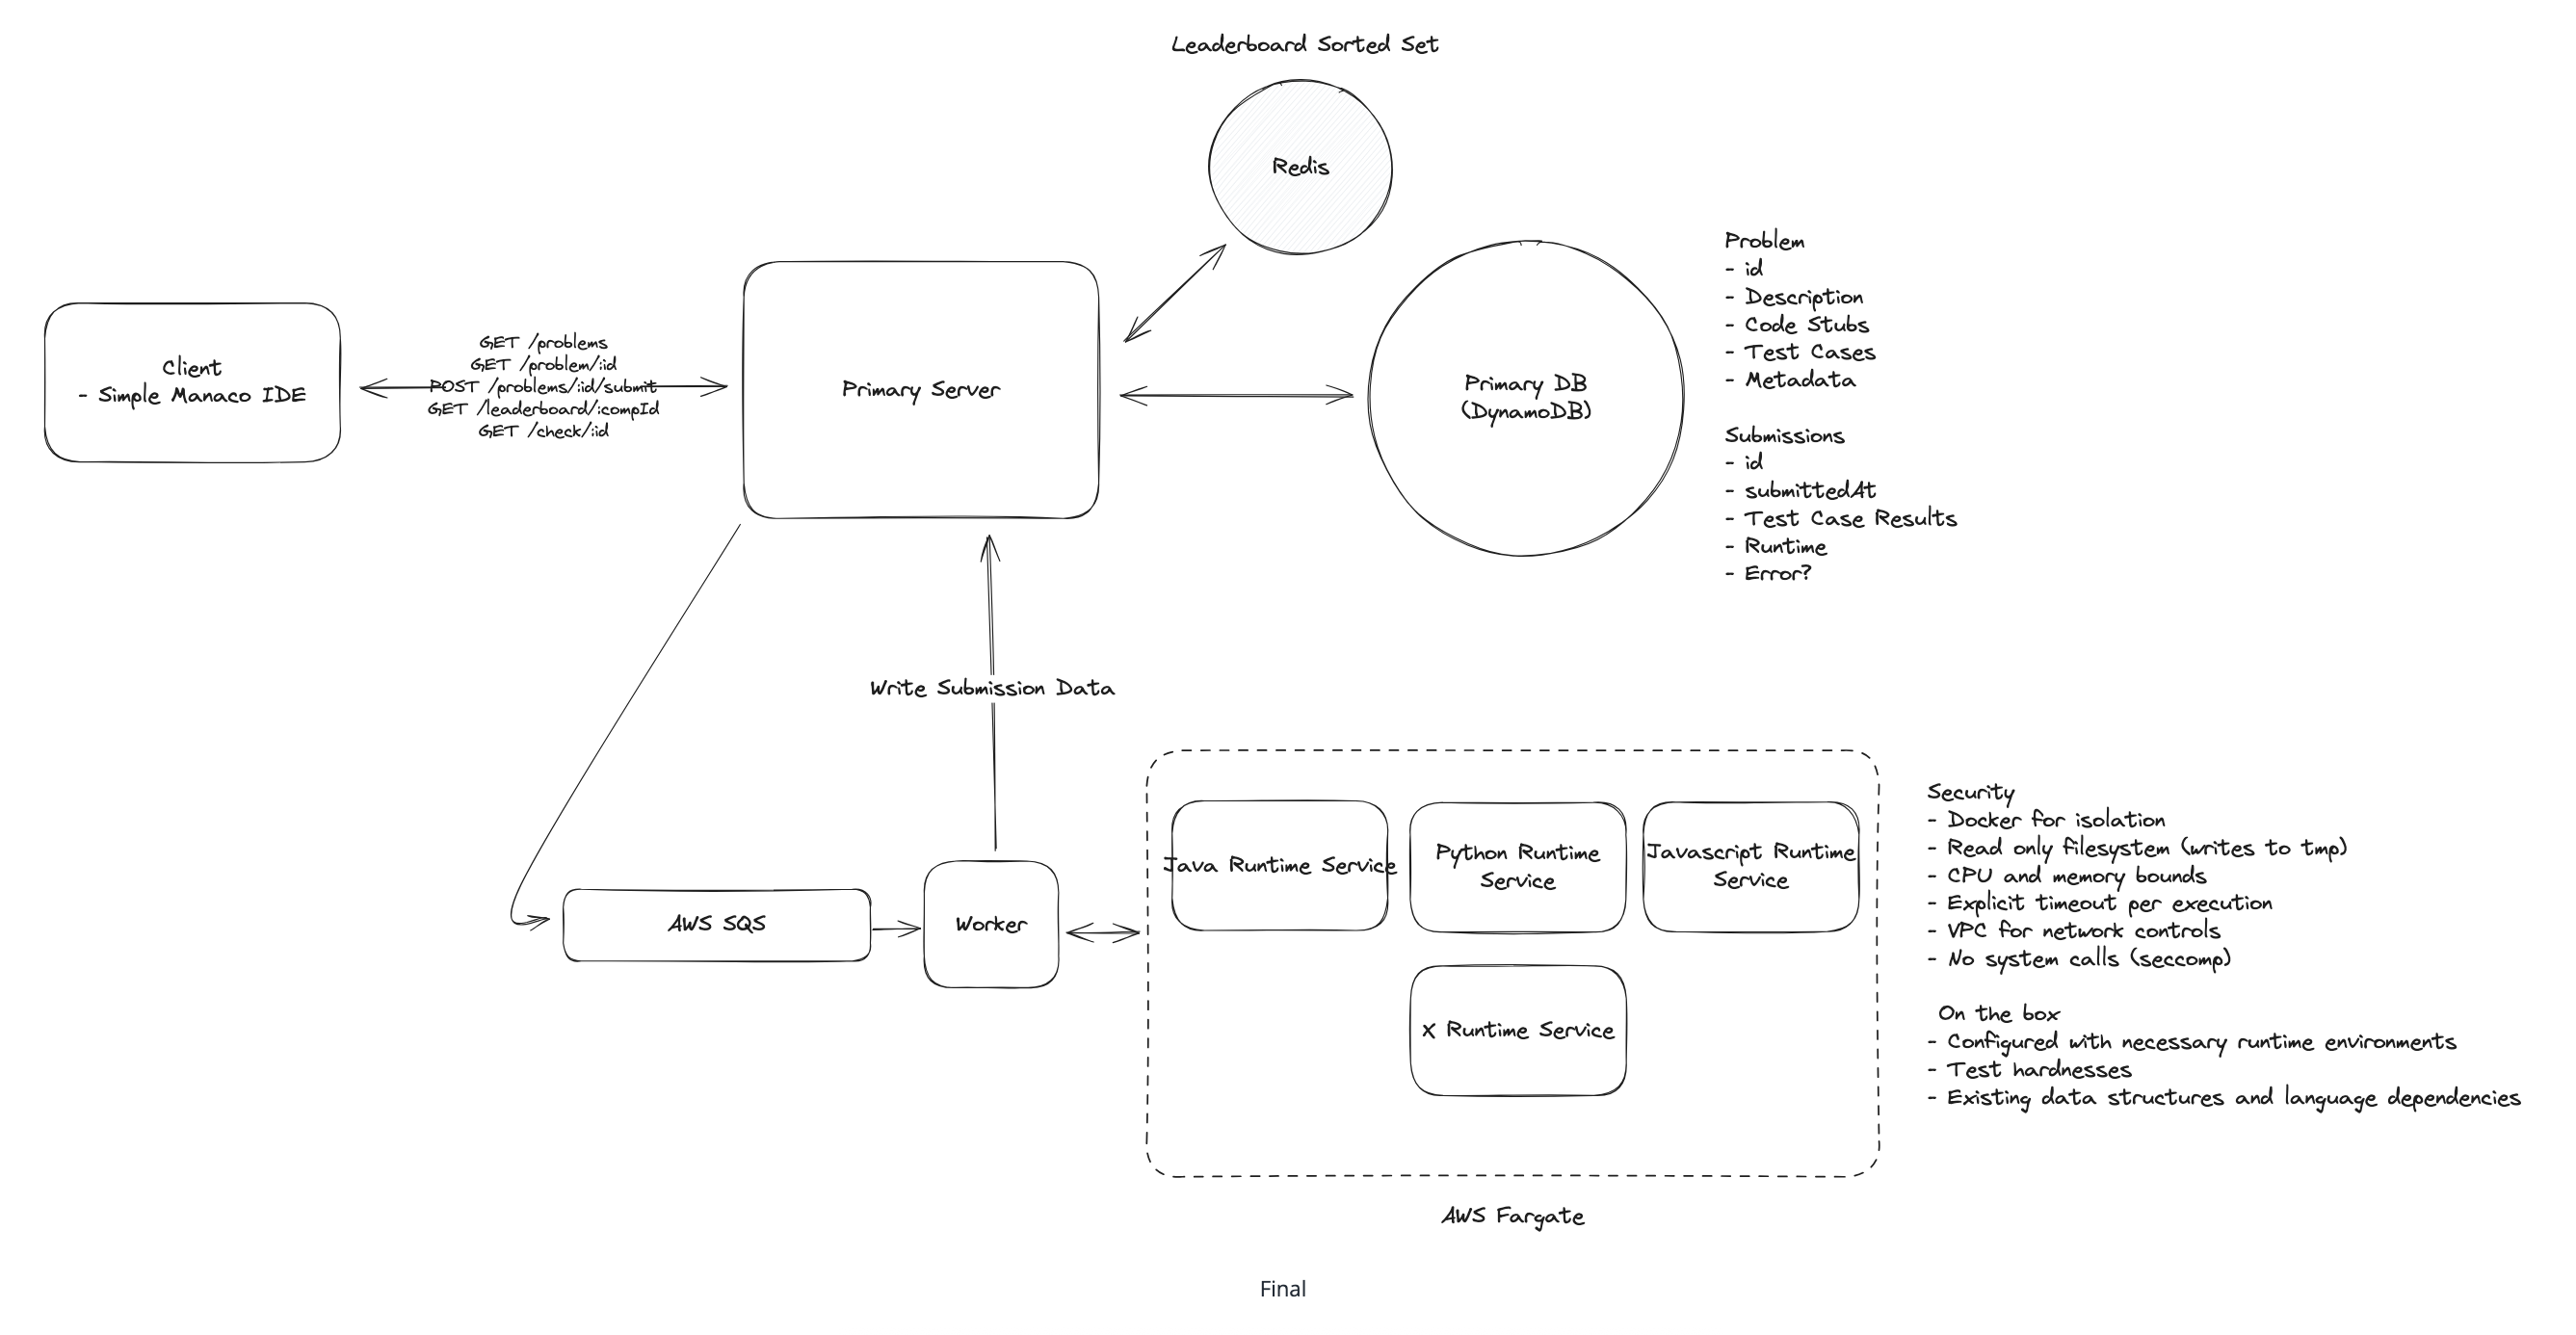 Leaderboard Sorted Set
Redis
Client
- Simple Manaco IDE
GET /problems
GET /problem/:id
POST /problems/:id/submit
GET /leaderboard/:compId
GET /check/:id
Primary Server
Primary DB
(DynamoDB)
Problem
- id
- Description
- Code Stubs
- Test Cases
- Metadata
Submissions
- id
- submittedAt
- Test Case Results
- Runtime
- Error?
Write Submission Data
AWS SQS
Worker
Java Runtime Service
Python Runtime
Service
Javascript Runtime
Service
X Runtime Service
AWS Fargate
Security
- Docker for isolation
- Read only filesystem (writes to tmp)
- CPU and memory bounds
- Explicit timeout per execution
- VPC for network controls
- No system calls (seccomp)
On the box
- Configured with necessary runtime environments
- Test hardnesses
- Existing data structures and language dependencies
Final